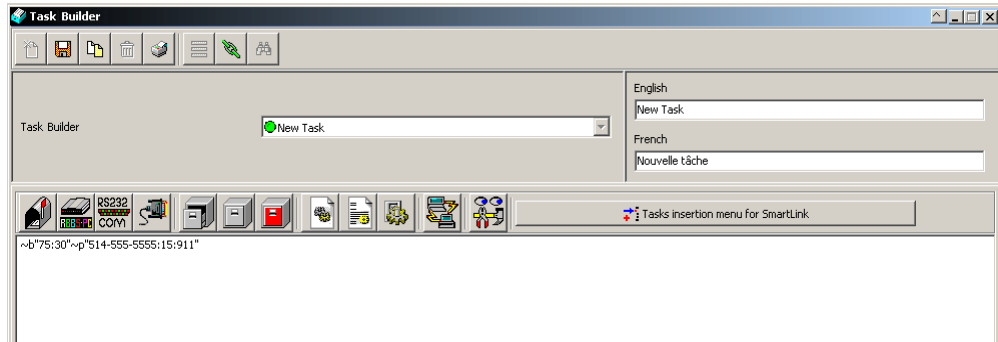 Task Builder
English
New Task
Task Builder
New Task
French
Nouvelle tâche
RS232
COM
Tasks insertion menu for SmartLink
~b"75:30"~p"514-555-5555:15:911"